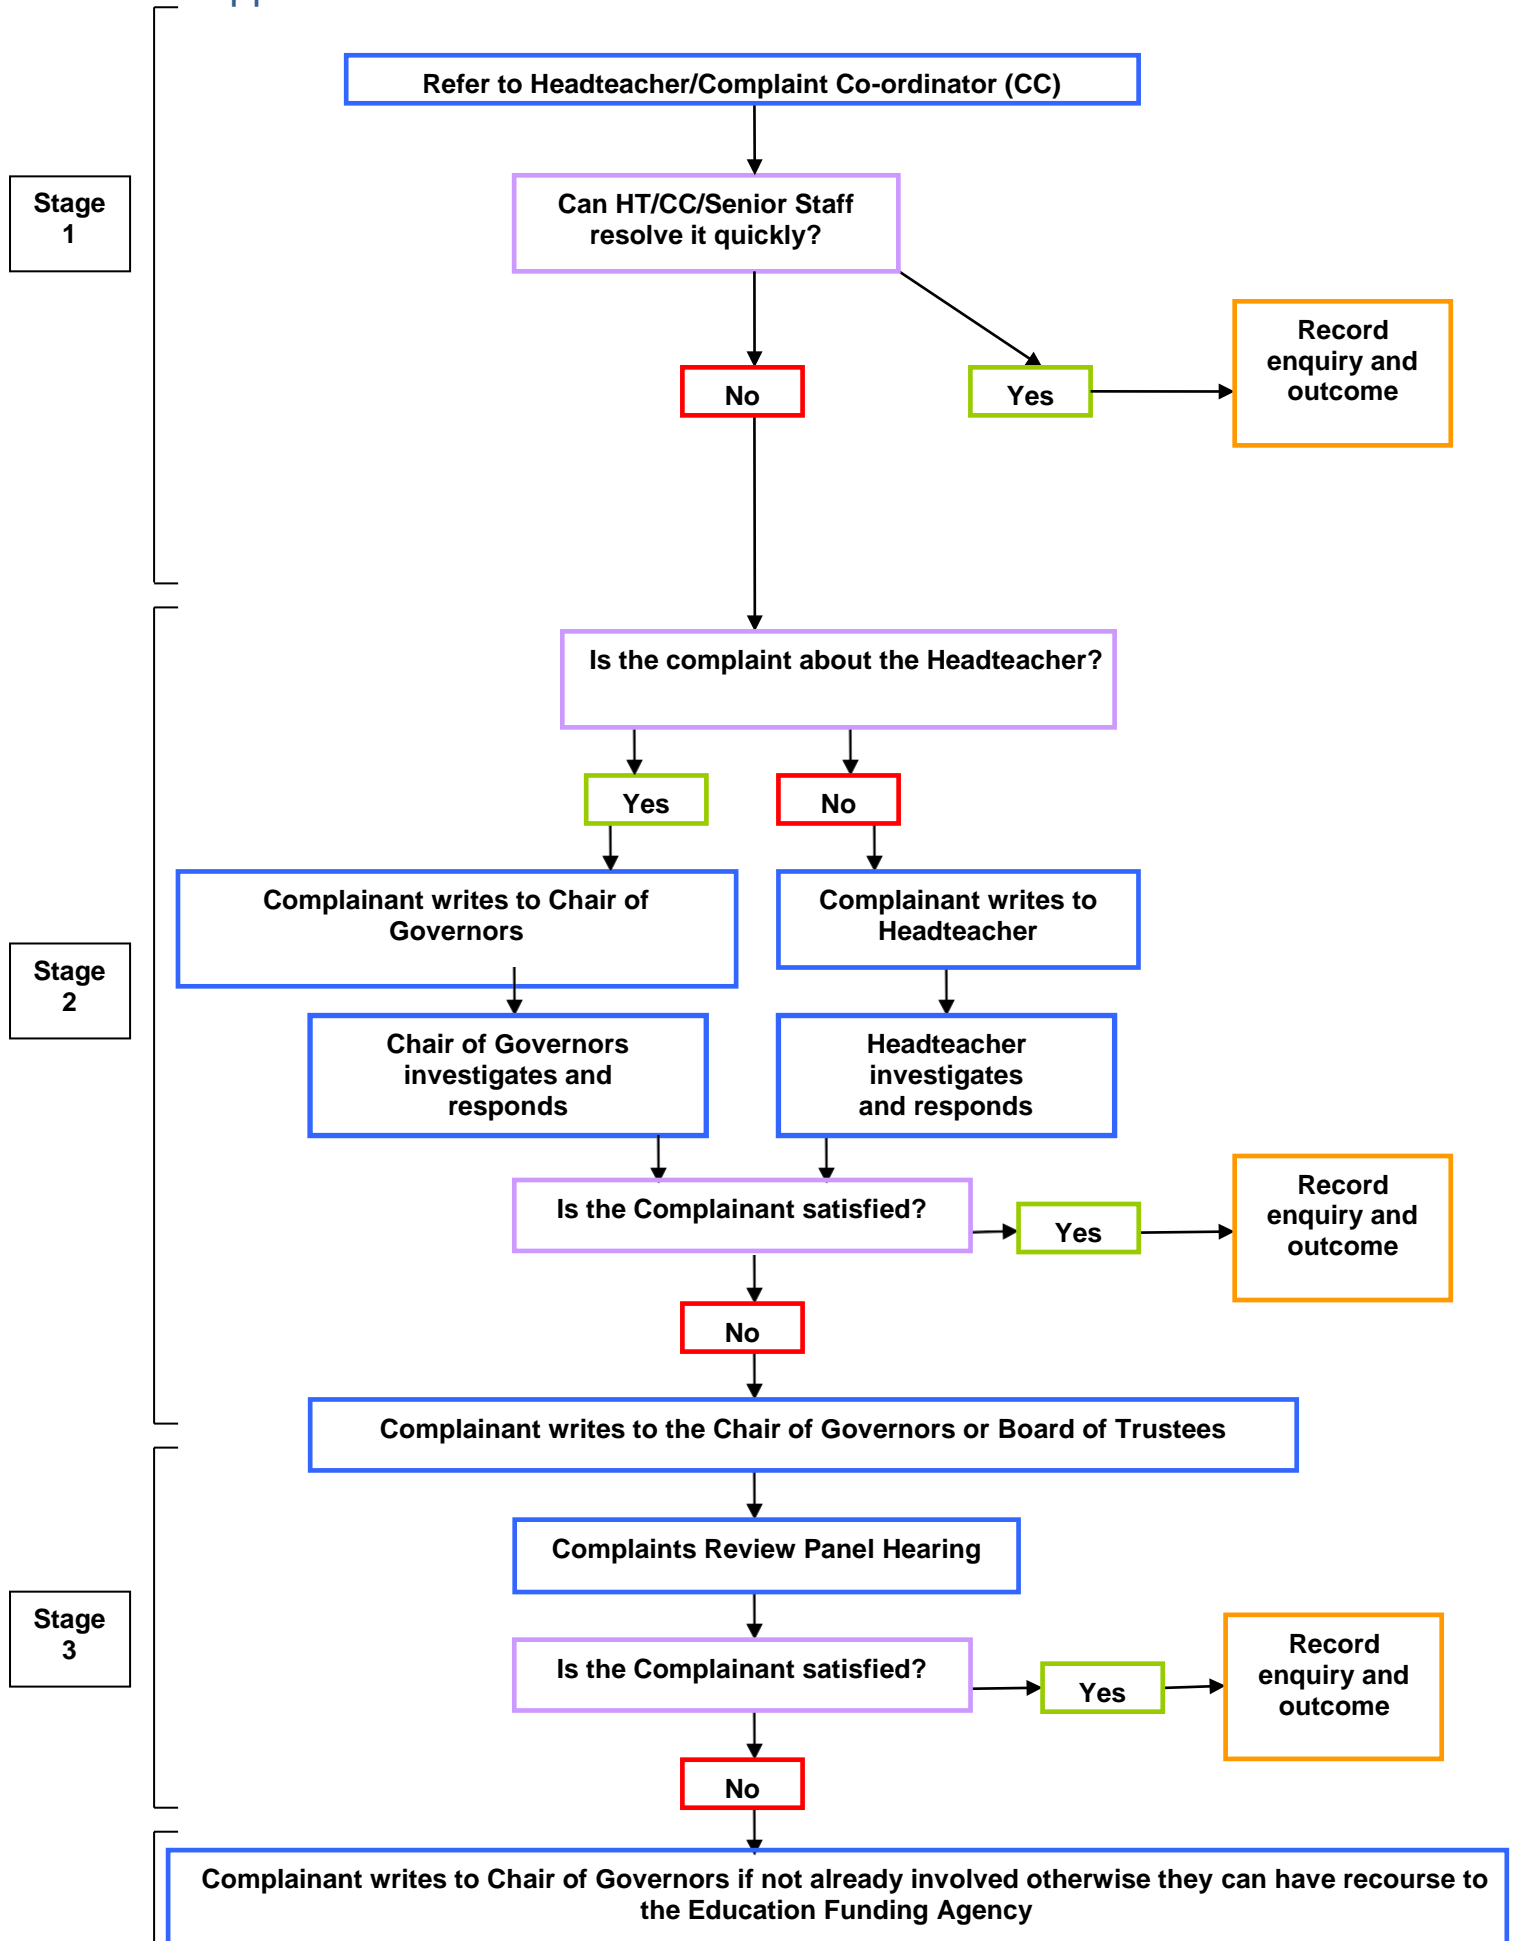 Refer to Headteacher/Complaint Co-ordinator (CC)
Stage
1
Can HT/CC/Senior Staff
resolve it quickly?
Record
enquiry and
outcome
No
Yes
Is the complaint about the Headteacher?
Yes
No
Complainant writes to Chair of
Governors
Complainant writes to
Headteacher
Stage
2
Chair of Governors
investigates and
responds
Headteacher
investigates
and responds
Is the Complainant satisfied?
Yes
Record
enquiry and
outcome
No
Complainant writes to the Chair of Governors or Board of Trustees
Complaints Review Panel Hearing
Stage
3
Is the Complainant satisfied?
Yes
Record
enquiry and
outcome
No
Complainant writes to Chair of Governors if not already involved otherwise they can have recourse to
the Education Funding Agency